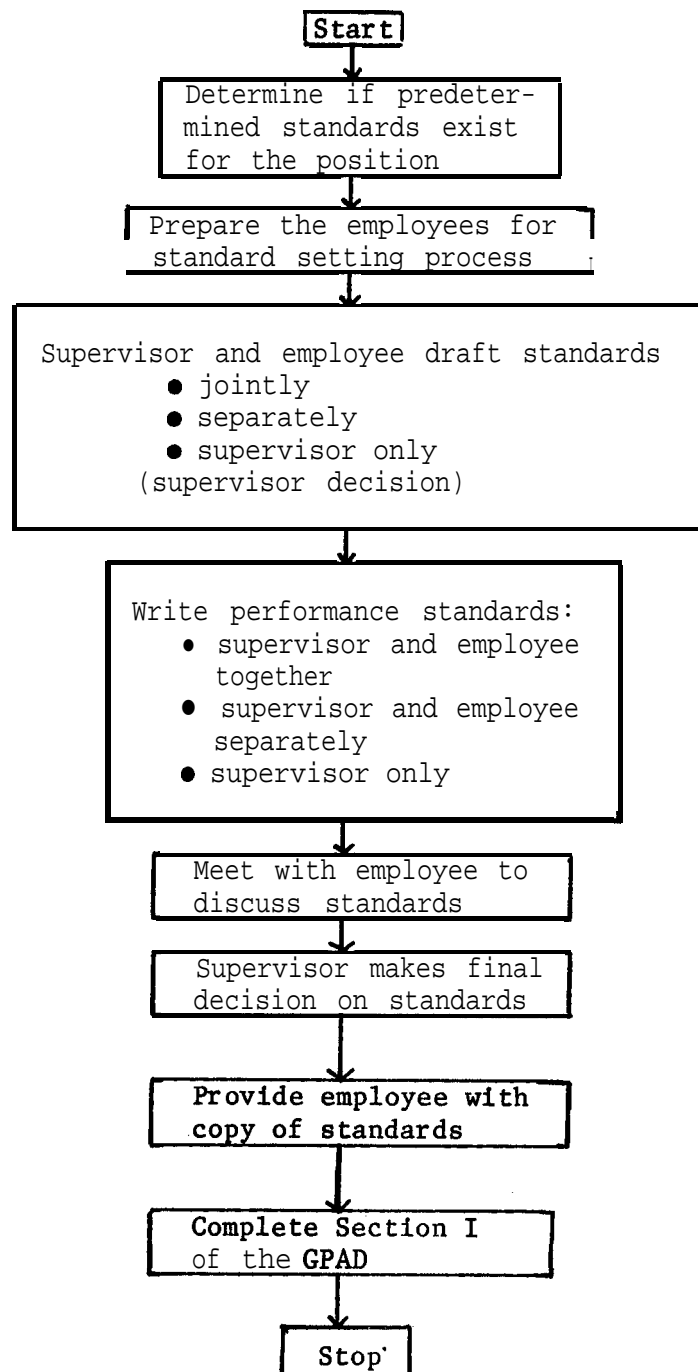 Start
Determine if predeter-
mined standards exist
for the position
Prepare the employees for
standard setting process
Supervisor and employee draft standards
● jointly
● separately
● supervisor only
(supervisor decision)
Write performance standards:
● supervisor and employee
together
● supervisor and employee
separately
● supervisor only
Meet with employee to
discuss standards
Supervisor makes final
decision on standards
Provide employee with
copy of standards
Complete Section I
of the GPAD
Stop